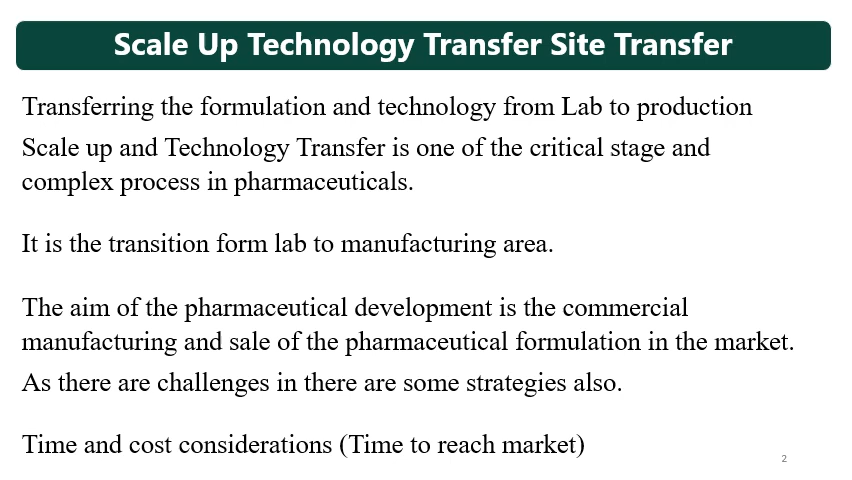 Scale Up Technology Transfer Site Transfer
Transferring the formulation and technology from Lab to production
Scale up and Technology Transfer is one of the critical stage and
complex process in pharmaceuticals.
It is the transition form lab to manufacturing area.
The aim of the pharmaceutical development is the commercial
manufacturing and sale of the pharmaceutical formulation in the market.
As there are challenges in there are some strategies also.
Time and cost considerations (Time to reach market)
2